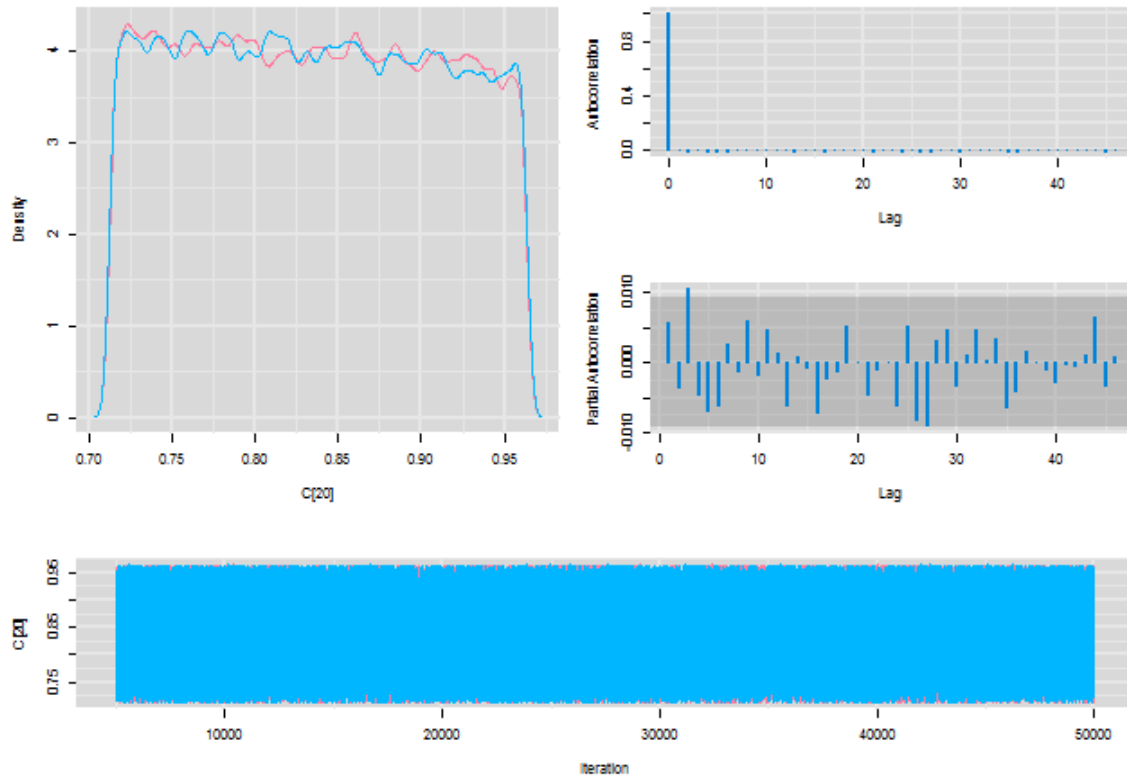 Density
4
3
2
1
0
0.70 0.75 0.80 0.85 0.90 0.95
C[20]
Autocorrelation
0.8
0.4
0.0
0 10 20 30 40
Lag
Partial Autocorrelation
0.010
0.000
-0.010
0 10 20 30 40
Lag
C[20]
0.95
0.85
0.75
10000 20000 30000 40000 50000
Iteration